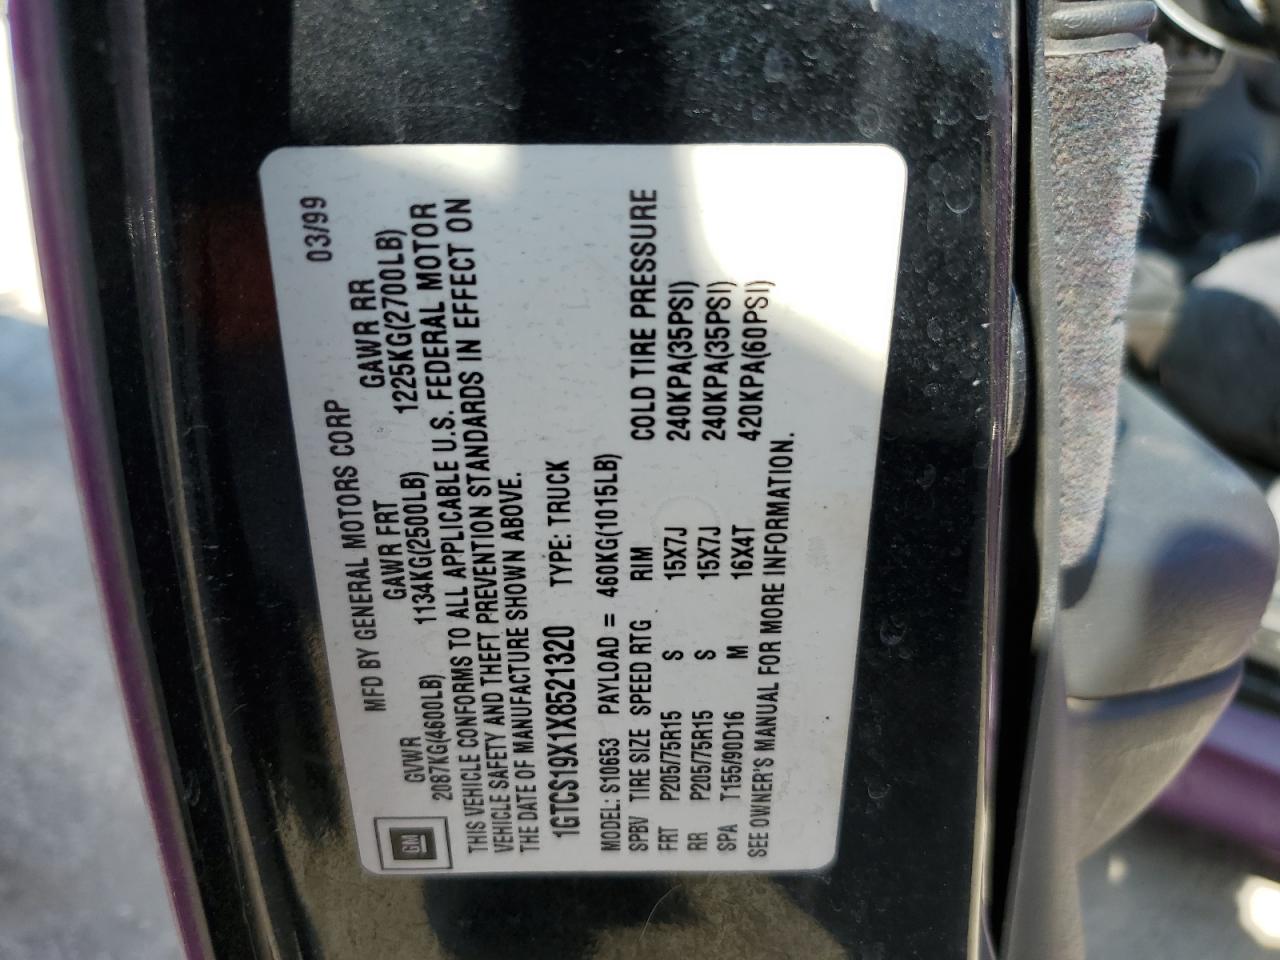 03/99
MFD BY GENERAL MOTORS CORP
GM
GVWR GAWR FRT GAWR RR
2087KG(4600LB) 1134KG(2500LB) 1225KG(2700LB)
THIS VEHICLE CONFORMS TO ALL APPLICABLE U.S. FEDERAL MOTOR
VEHICLE SAFETY AND THEFT PREVENTION STANDARDS IN EFFECT ON
THE DATE OF MANUFACTURE SHOWN ABOVE.
1GTCS19X1X8521320 TYPE: TRUCK
MODEL: S10653 PAYLOAD = 460KG(1015LB)
SPBV TIRE SIZE SPEED RTG RIM COLD TIRE PRESSURE
FRT P205/75R15 S 15X7J 240KPA(35PSI)
RR P205/75R15 S 15X7J 240KPA(35PSI)
SPA T155/90D16 M 16X4T 420KPA(60PSI)
SEE OWNER'S MANUAL FOR MORE INFORMATION.